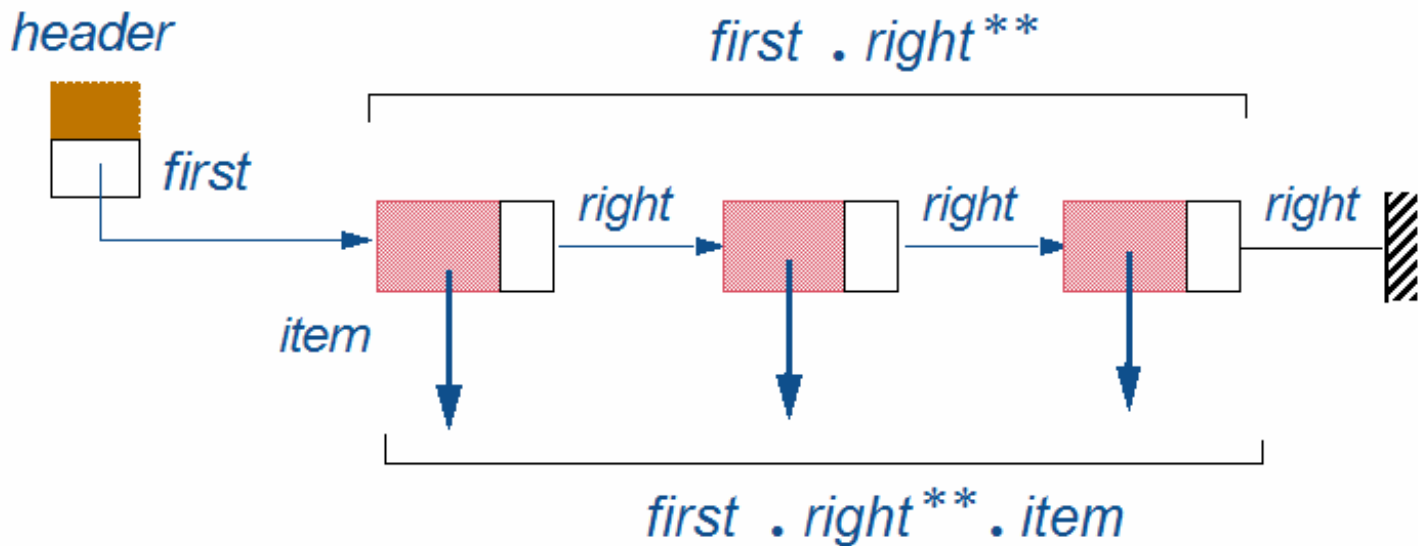 header
first . right**
first
right
right
right
item
first . right**. item